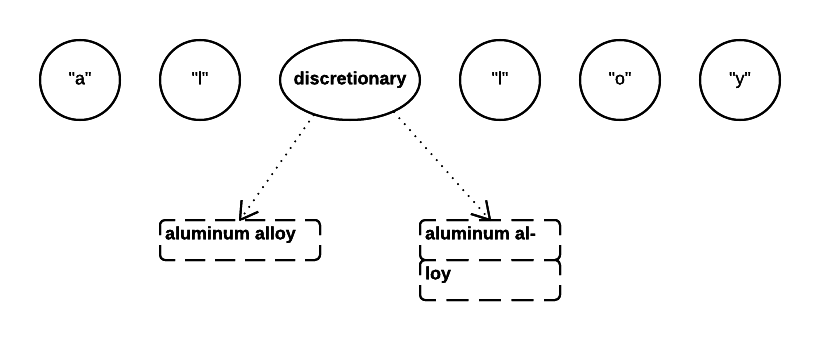 "a" "l" discretionary "l" "o" "y"
aluminum alloy aluminum al-
loy